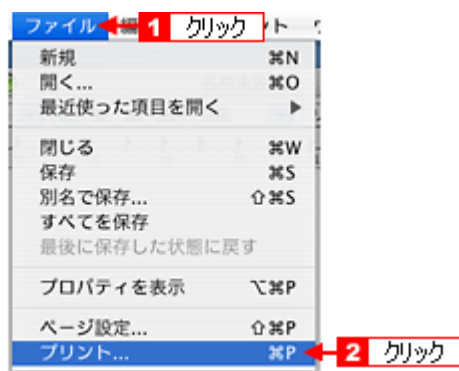 ファイル 編 1 クリック ント
新規 ⌘N
開く... ⌘O
最近使った項目を開く ▶
閉じる ⌘W
保存 ⌘S
別名で保存... ⇧⌘S
すべてを保存
最後に保存した状態に戻す
プロパティを表示 ⌥⌘P
ページ設定... ⇧⌘P
プリント... ⌘P 2 クリック